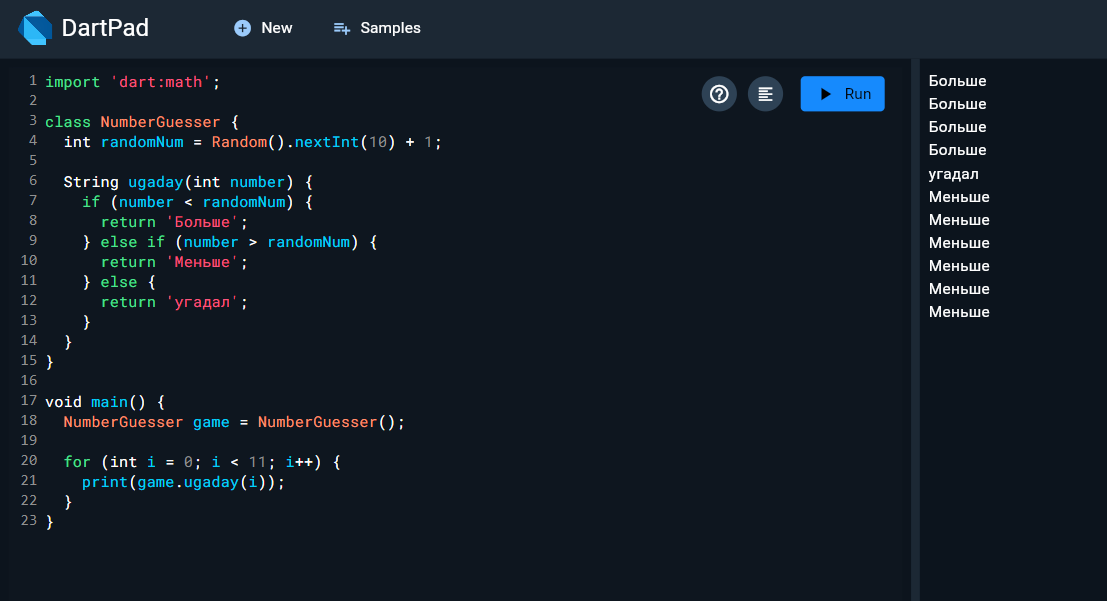 DartPad
New
Samples
1 import 'dart:math';
2
3 class NumberGuesser {
4   int randomNum = Random().nextInt(10) + 1;
5
6   String ugaday(int number) {
7     if (number < randomNum) {
8       return 'Больше';
9     } else if (number > randomNum) {
10       return 'Меньше';
11     } else {
12       return 'угадал';
13     }
14   }
15 }
16
17 void main() {
18   NumberGuesser game = NumberGuesser();
19
20   for (int i = 0; i < 11; i++) {
21     print(game.ugaday(i));
22   }
23 }
Run
Больше
Больше
Больше
Больше
угадал
Меньше
Меньше
Меньше
Меньше
Меньше
Меньше